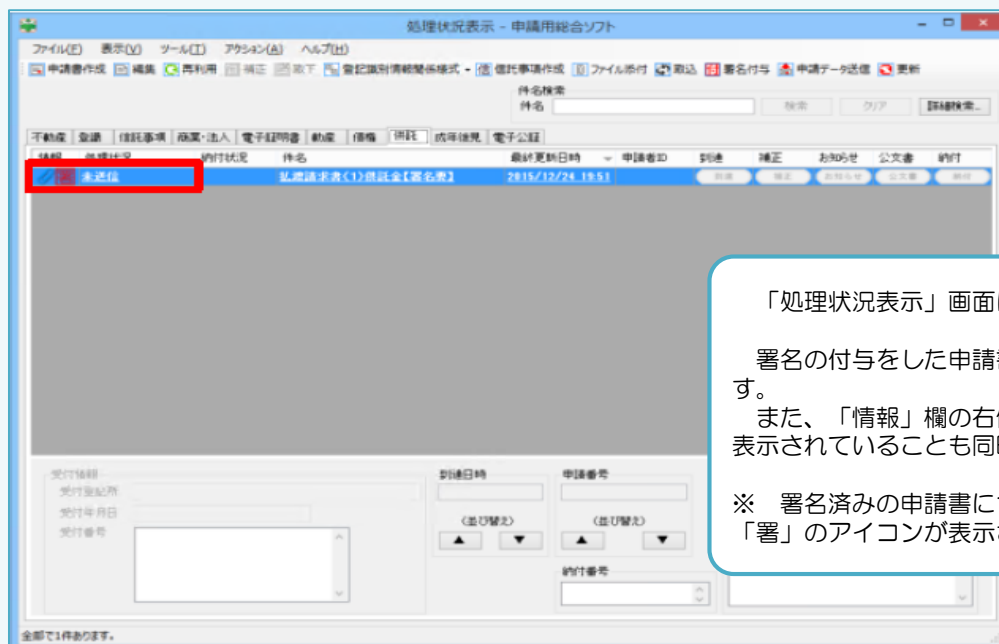 処理状況表示 - 申請用総合ソフト
ファイル(F) 表示(V) ツール(T) アクション(A) ヘルプ(H)
申請書作成 編集 再利用 補正 取下 登記識別情報関係様式 信託事項作成 ファイル添付 取込 署名付与 申請データ送信 更新
件名検索
件名 検索 クリア 詳細検索...
不動産 登録 信託事項 商業・法人 電子証明書 動産 債権 供託 成年後見 電子公証
情報 処理状況 納付状況 件名 最終更新日時 申請者ID 到達 補正 お知らせ 公文書 納付
未送信 払渡請求書(1)供託金【署名要】 2015/12/24 19:51 到達 補正 お知らせ 公文書 納付
「処理状況表示」画面
署名の付与をした申請
す。
また、「情報」欄の右
表示されていることも同
※ 署名済みの申請書に
「署」のアイコンが表示
受付情報
受付登記所
受付年月日
受付番号
到達日時
申請番号
(並び替え)
(並び替え)
▲ ▼ ▲ ▼
納付番号
全部で1件あります。